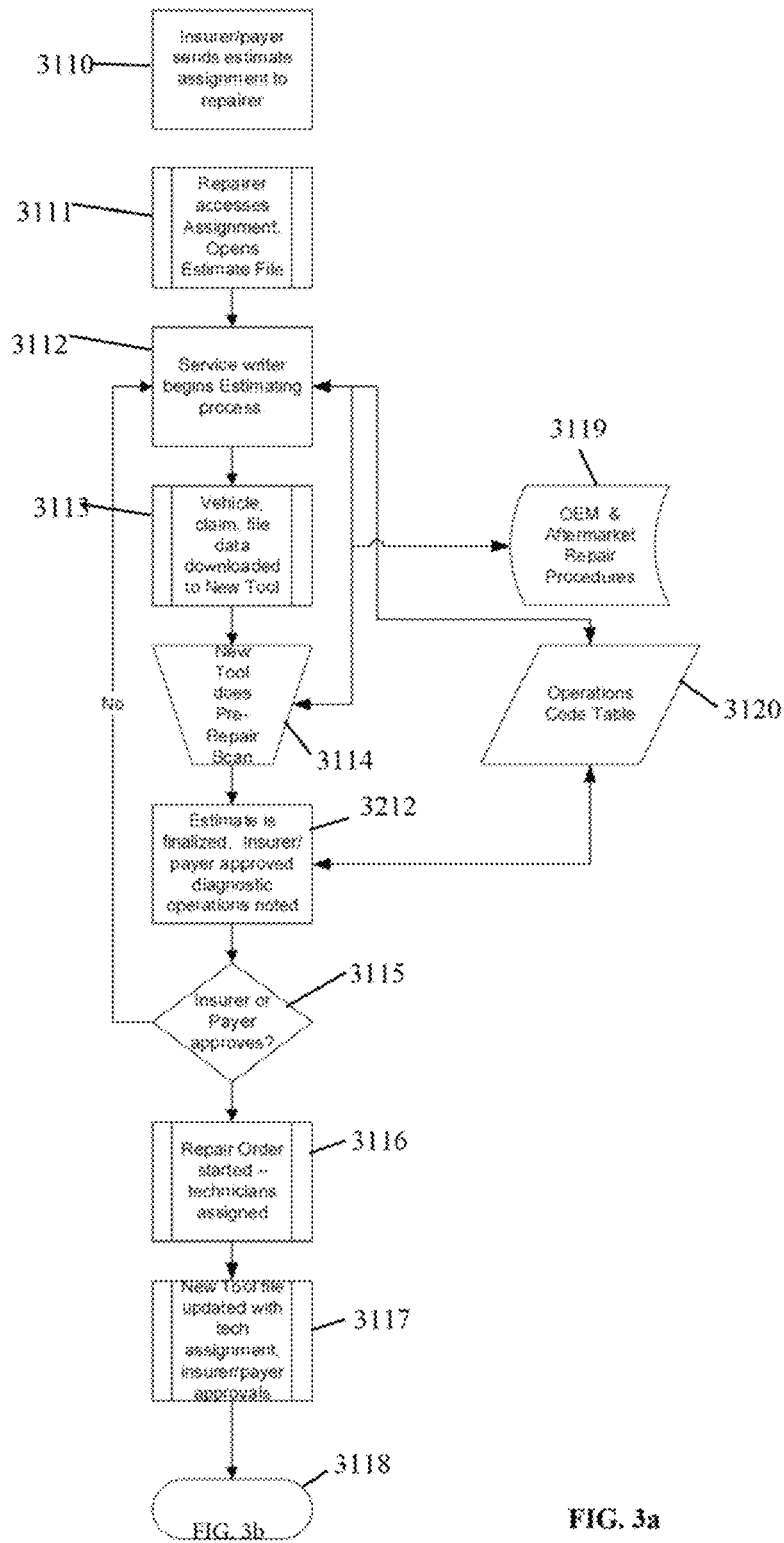 3110
Insurer/payer
sends estimate
assignment to
repairer
3111
Repairer
accesses
Assignment.
Opens
Estimate File
3112
Service writer
begins Estimating
process
3113
Vehicle,
claim, file
data
downloaded
to New Tool
3119
OEM &
Aftermarket
Repair
Procedures
No
New
Tool
does
Pre-
Repair
Scan
3114
Operations
Code Table
3120
3212
Estimate is
finalized. Insurer/
payer approved
diagnostic
operations noted
3115
Insurer or
Payer
approves?
3116
Repair Order
started –
technicians
assigned
New Tool file
updated with
tech
assignment,
insurer/payer
approvals
3117
3118
FIG. 3b
FIG. 3a